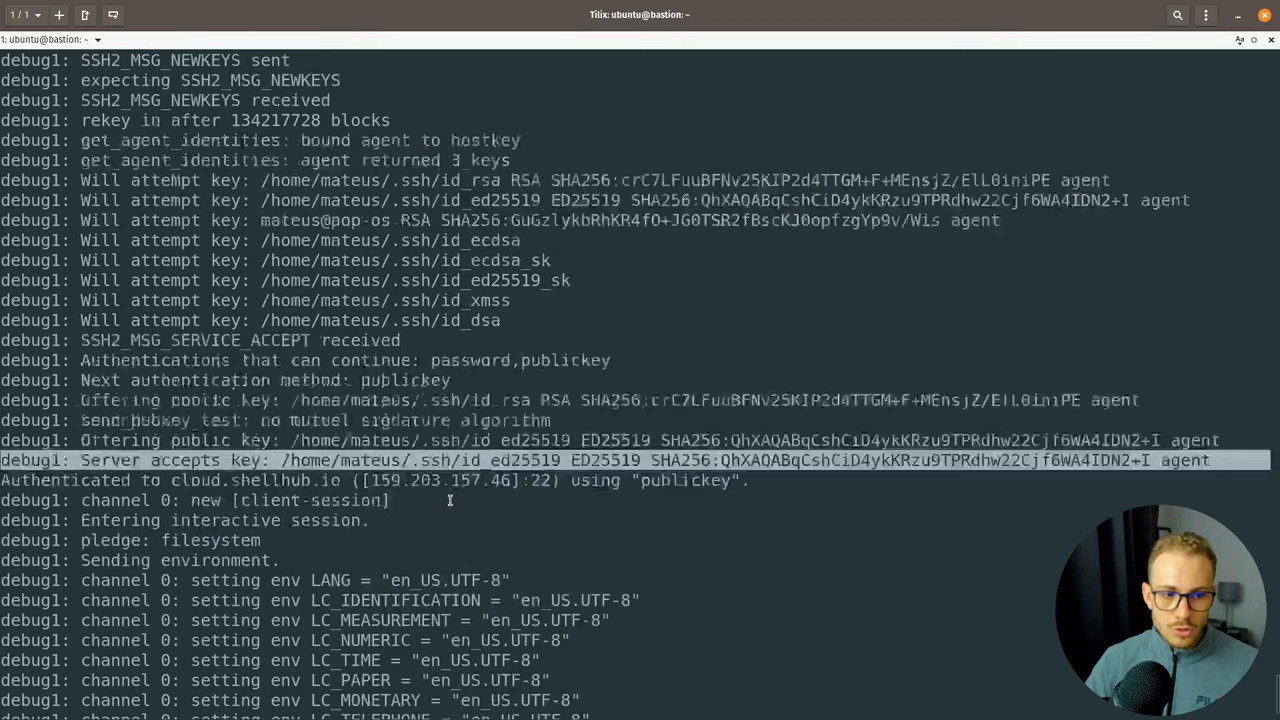 1 / 1
Tilix: ubuntu@bastion: ~
1: ubuntu@bastion: ~
debug1: SSH2_MSG_NEWKEYS sent
debug1: expecting SSH2_MSG_NEWKEYS
debug1: SSH2_MSG_NEWKEYS received
debug1: rekey in after 134217728 blocks
debug1: get_agent_identities: bound agent to hostkey
debug1: get_agent_identities: agent returned 3 keys
debug1: Will attempt key: /home/mateus/.ssh/id_rsa RSA SHA256:crC7LFuuBFNv25KIP2d4TTGM+F+MEnsjZ/ElL0iniPE agent
debug1: Will attempt key: /home/mateus/.ssh/id_ed25519 ED25519 SHA256:QhXAQABqCshCiD4ykKRzu9TPRdhw22Cjf6WA4IDN2+I agent
debug1: Will attempt key: mateus@pop-os RSA SHA256:GuGzlykbRhKR4fO+JG0TSR2fBscKJ0opfzgYp9v/Wis agent
debug1: Will attempt key: /home/mateus/.ssh/id_ecdsa
debug1: Will attempt key: /home/mateus/.ssh/id_ecdsa_sk
debug1: Will attempt key: /home/mateus/.ssh/id_ed25519_sk
debug1: Will attempt key: /home/mateus/.ssh/id_xmss
debug1: Will attempt key: /home/mateus/.ssh/id_dsa
debug1: SSH2_MSG_SERVICE_ACCEPT received
debug1: Authentications that can continue: password,publickey
debug1: Next authentication method: publickey
debug1: Offering public key: /home/mateus/.ssh/id_rsa RSA SHA256:crC7LFuuBFNv25KIP2d4TTGM+F+MEnsjZ/ElL0iniPE agent
debug1: send_pubkey_test: no mutual signature algorithm
debug1: Offering public key: /home/mateus/.ssh/id_ed25519 ED25519 SHA256:QhXAQABqCshCiD4ykKRzu9TPRdhw22Cjf6WA4IDN2+I agent
debug1: Server accepts key: /home/mateus/.ssh/id_ed25519 ED25519 SHA256:QhXAQABqCshCiD4ykKRzu9TPRdhw22Cjf6WA4IDN2+I agent
Authenticated to cloud.shellhub.io ([159.203.157.46]:22) using "publickey".
debug1: channel 0: new [client-session]
debug1: Entering interactive session.
debug1: pledge: filesystem
debug1: Sending environment.
debug1: channel 0: setting env LANG = "en_US.UTF-8"
debug1: channel 0: setting env LC_IDENTIFICATION = "en_US.UTF-8"
debug1: channel 0: setting env LC_MEASUREMENT = "en_US.UTF-8"
debug1: channel 0: setting env LC_NUMERIC = "en_US.UTF-8"
debug1: channel 0: setting env LC_TIME = "en_US.UTF-8"
debug1: channel 0: setting env LC_PAPER = "en_US.UTF-8"
debug1: channel 0: setting env LC_MONETARY = "en_US.UTF-8"
debug1: channel 0: setting env LC_TELEPHONE = "en_US.UTF-8"